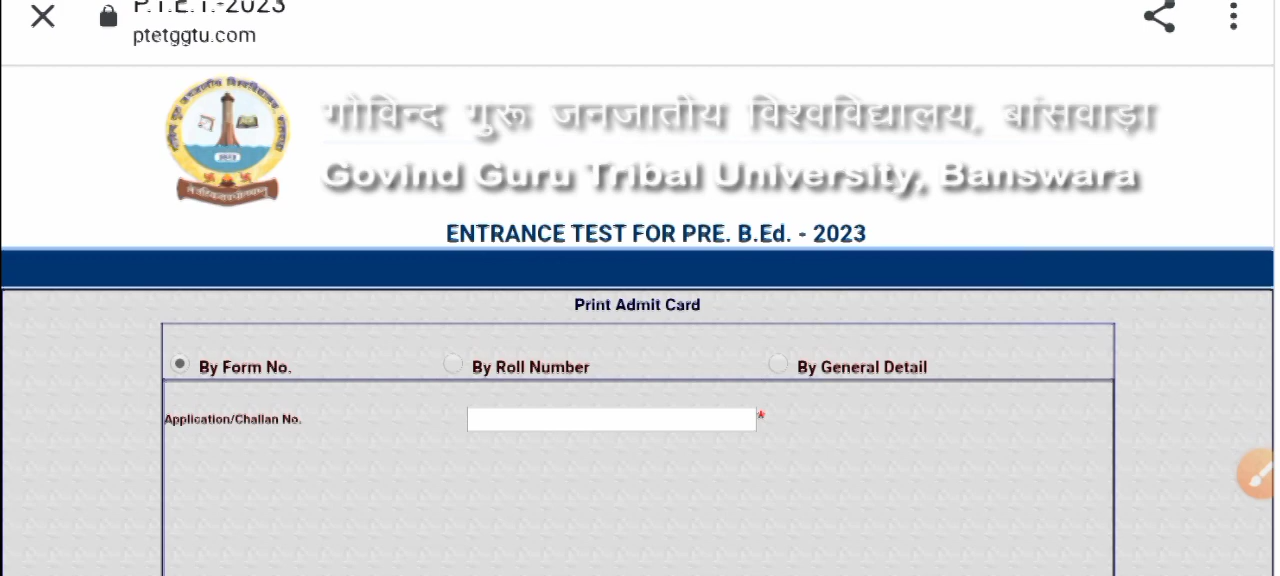 P.T.E.T.-2023
ptetggtu.com
गोविन्द गुरू जनजातीय विश्वविद्यालय, बांसवाड़ा
Govind Guru Tribal University, Banswara
ENTRANCE TEST FOR PRE. B.Ed. - 2023
Print Admit Card
By Form No. By Roll Number By General Detail
Application/Challan No. *